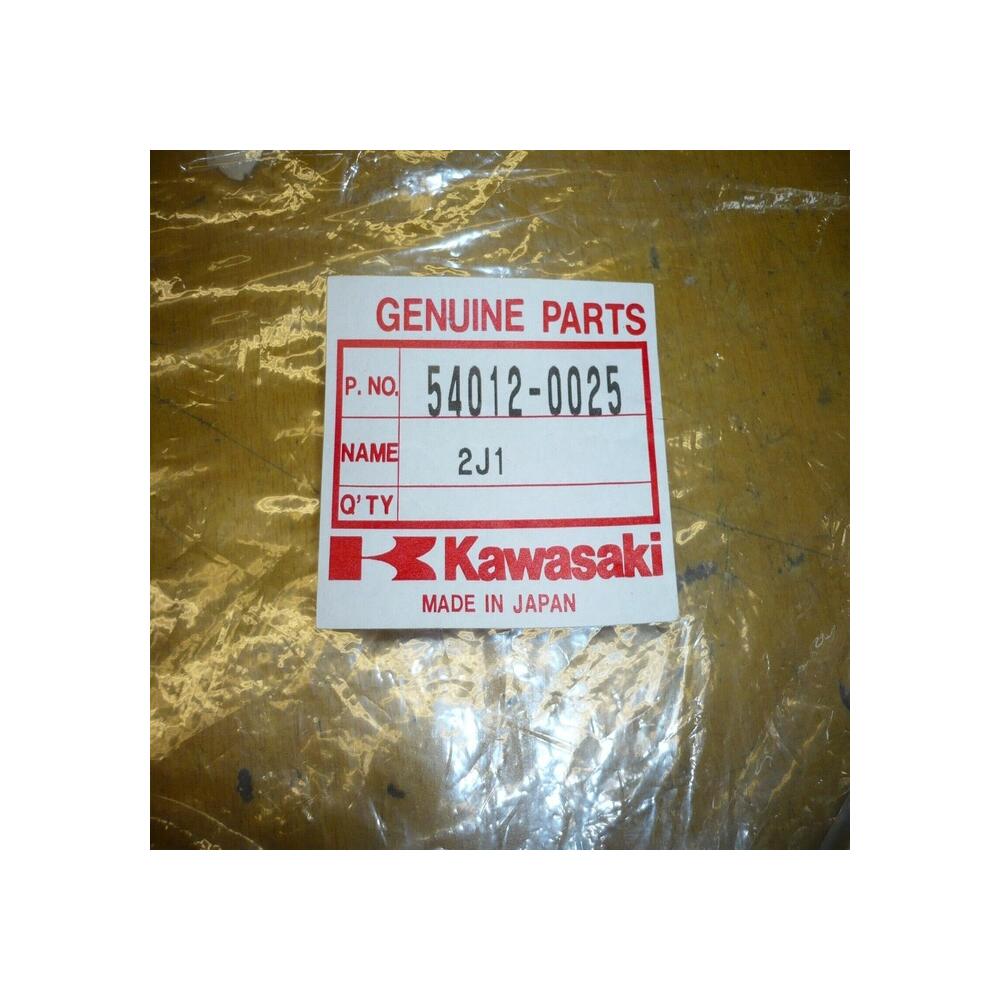 GENUINE PARTS
P. NO. 54012-0025
NAME 2J1
Q'TY
Kawasaki
MADE IN JAPAN